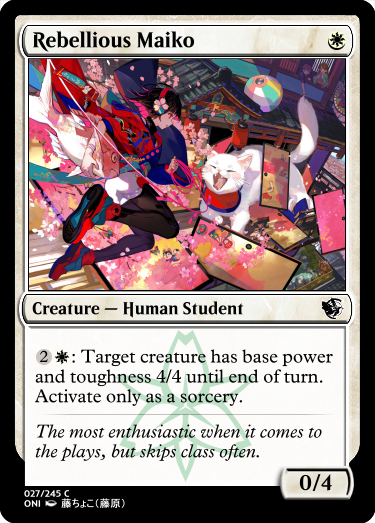 Rebellious Maiko
Creature — Human Student
2: Target creature has base power
and toughness 4/4 until end of turn.
Activate only as a sorcery.
The most enthusiastic when it comes to
the plays, but skips class often.
0/4
027/245 C
ONI 藤ちょこ(藤原)